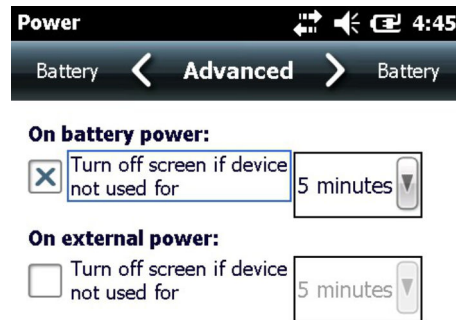 Power 4:45
Battery Advanced Battery
On battery power:
Turn off screen if device
not used for
5 minutes
On external power:
Turn off screen if device
not used for
5 minutes